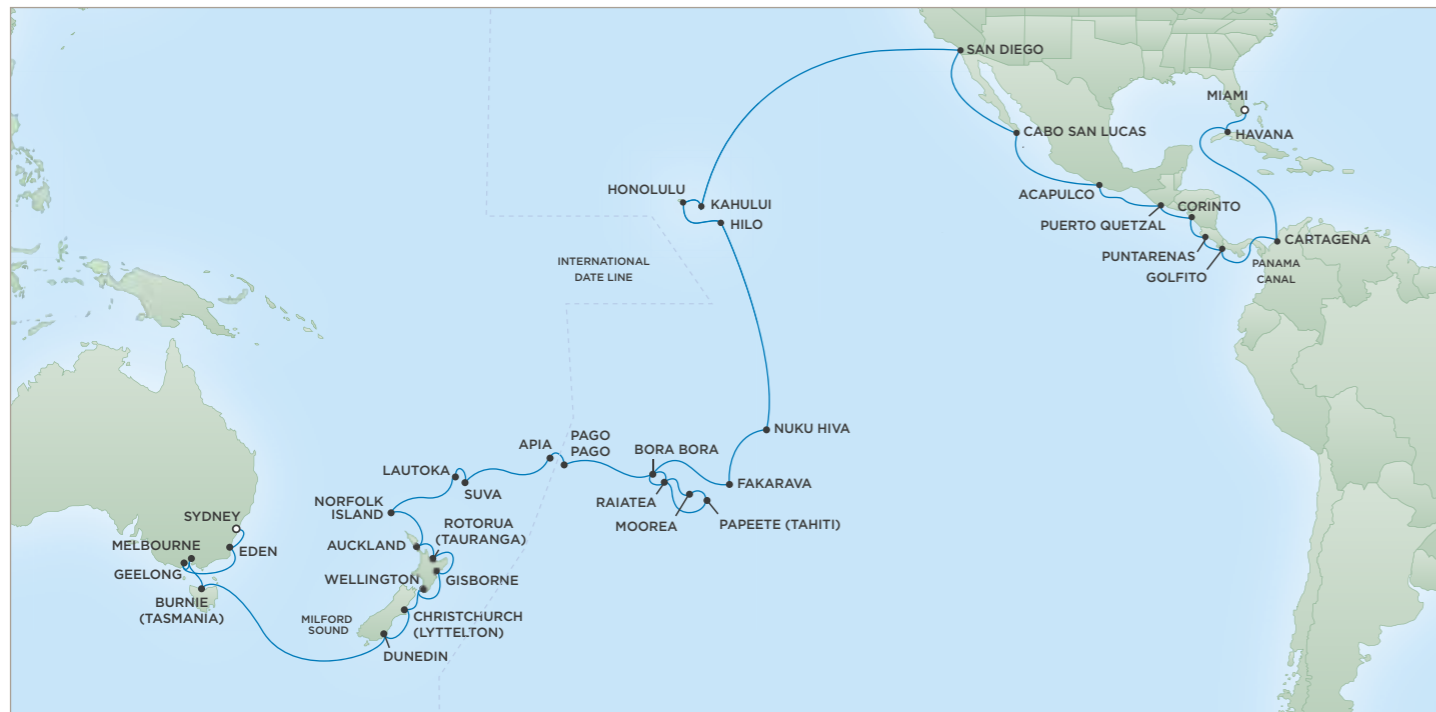 SAN DIEGO
MIAMI
CABO SAN LUCAS
HAVANA
HONOLULU
KAHULUI
HILO
ACAPULCO
PUERTO QUETZAL
CORINTO
PUNTARENAS
GOLFITO
CARTAGENA
PANAMA
CANAL
INTERNATIONAL
DATE LINE
NUKU HIVA
APIA
PAGO
PAGO
BORA BORA
LAUTOKA
SUVA
RAIATEA
FAKARAVA
MOOREA
PAPEETE (TAHITI)
NORFOLK
ISLAND
SYDNEY
MELBOURNE
EDEN
GEELONG
AUCKLAND
ROTORUA
(TAURANGA)
WELLINGTON
GISBORNE
BURNIE
(TASMANIA)
MILFORD
SOUND
CHRISTCHURCH
(LYTTELTON)
DUNEDIN